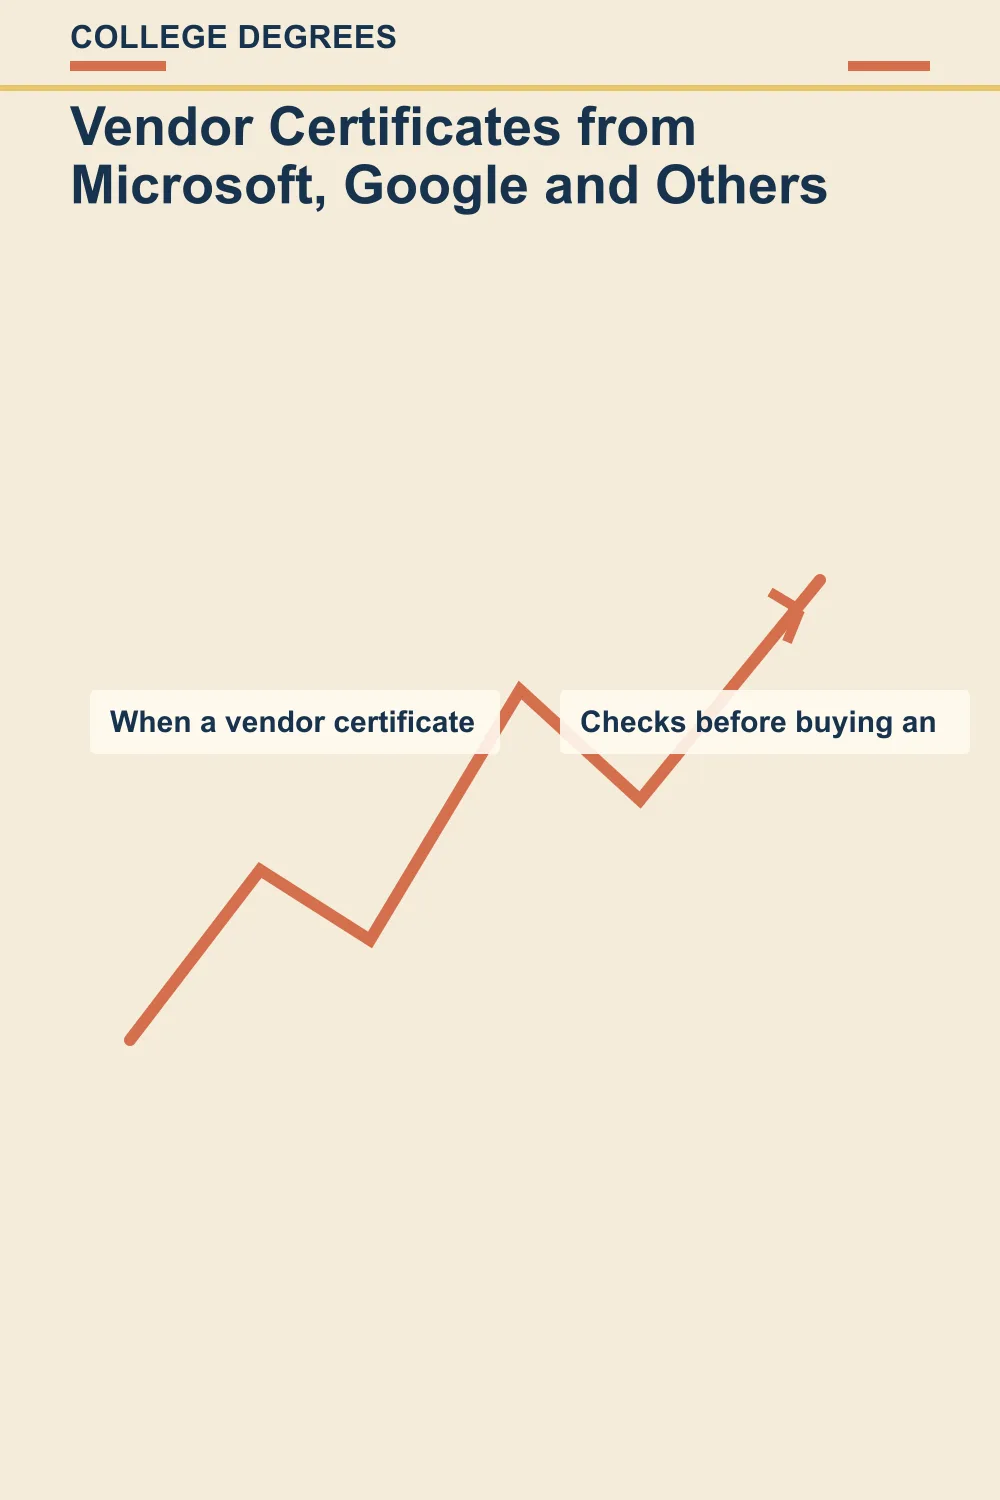 COLLEGE DEGREES
Vendor Certificates from
Microsoft, Google and Others
When a vendor certificate
Checks before buying an